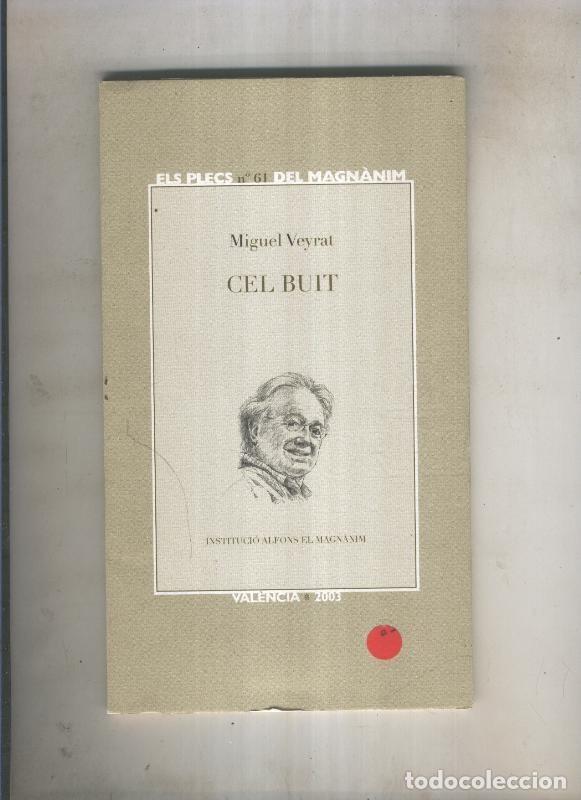 ELS PLECS nº 61 DEL MAGNÀNIM
Miguel Veyrat
CEL BUIT
INSTITUCIÓ ALFONS EL MAGNÀNIM
VALÈNCIA 2003
todocoleccion